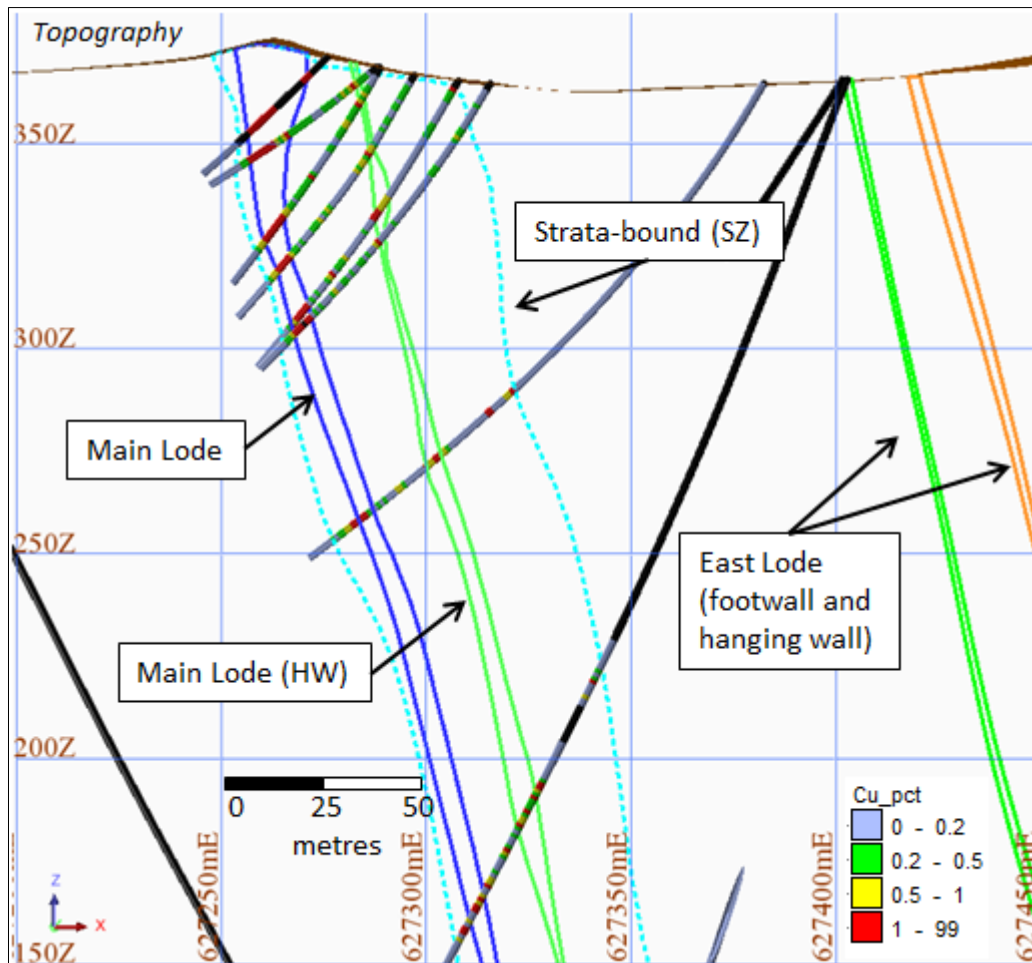 Topography
350Z
Strata-bound (SZ)
300Z
Main Lode
250Z
East Lode
(footwall and
hanging wall)
Main Lode (HW)
200Z
0 25 50
metres
Cu_pct
0 - 0.2
0.2 - 0.5
0.5 - 1
1 - 99
627250mE
627300mE
627350mE
627400mE
627450mE
z
x
150Z